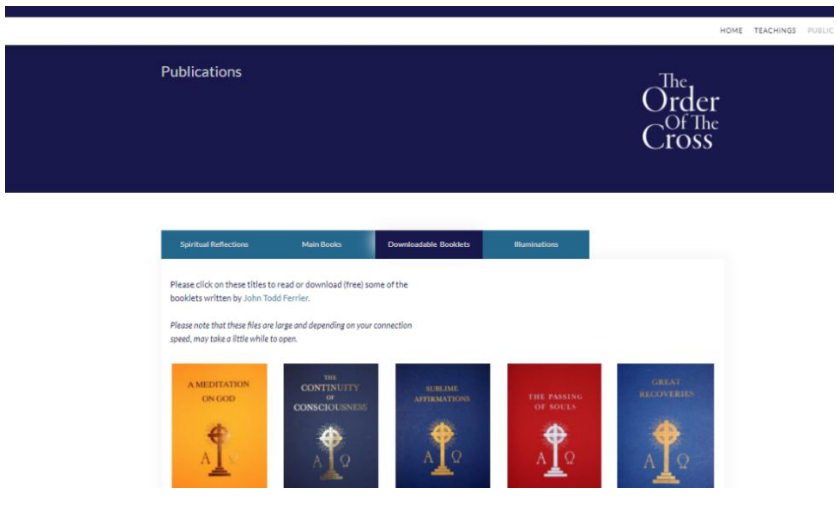 HOME TEACHINGS PUBLIC
Publications
The
Order
Of The
Cross
Spiritual Reflections Main Books Downloadable Booklets Illuminations
Please click on these titles to read or download (free) some of the
booklets written by John Todd Ferrier.
Please note that these files are large and depending on your connection
speed, may take a little while to open.
A MEDITATION
ON GOD
Α Ω
THE
CONTINUITY
OF
CONSCIOUSNESS
Α Ω
SUBLIME
AFFIRMATIONS
Α Ω
THE PASSING
OF SOULS
Α Ω
GREAT
RECOVERIES
Α Ω